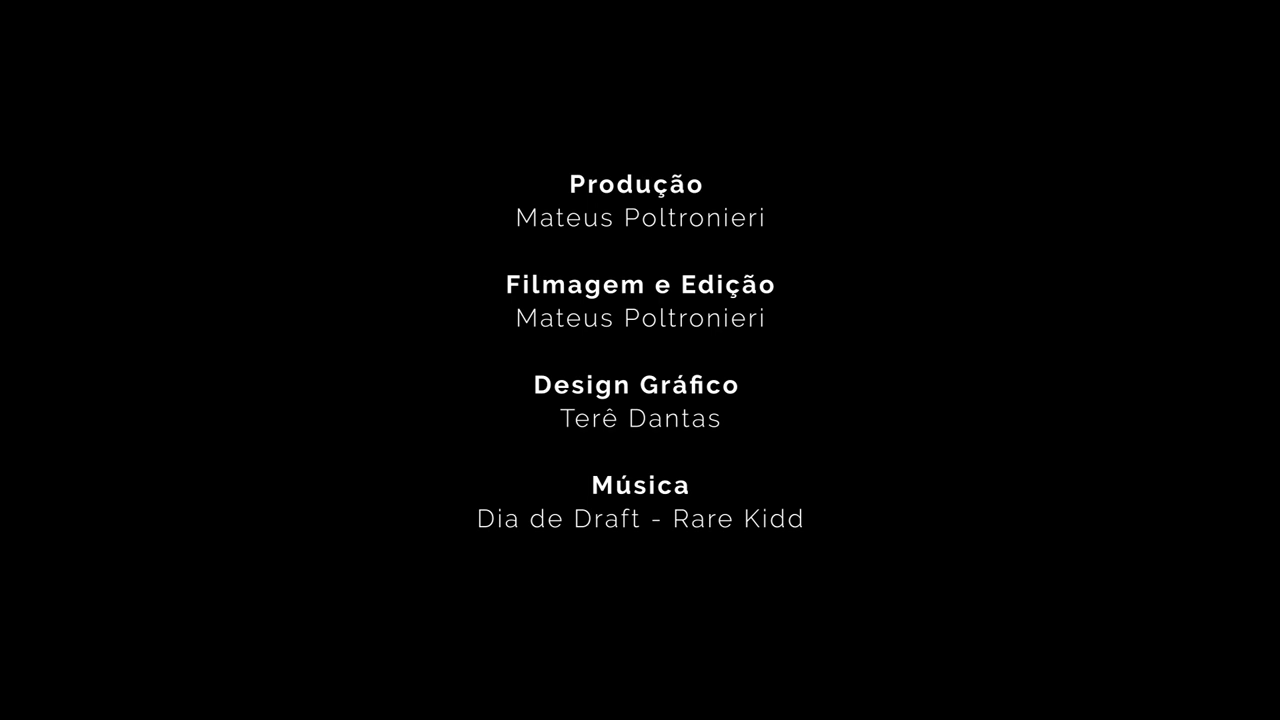 Produção
Mateus Poltronieri
Filmagem e Edição
Mateus Poltronieri
Design Gráfico
Terê Dantas
Música
Dia de Draft - Rare Kidd